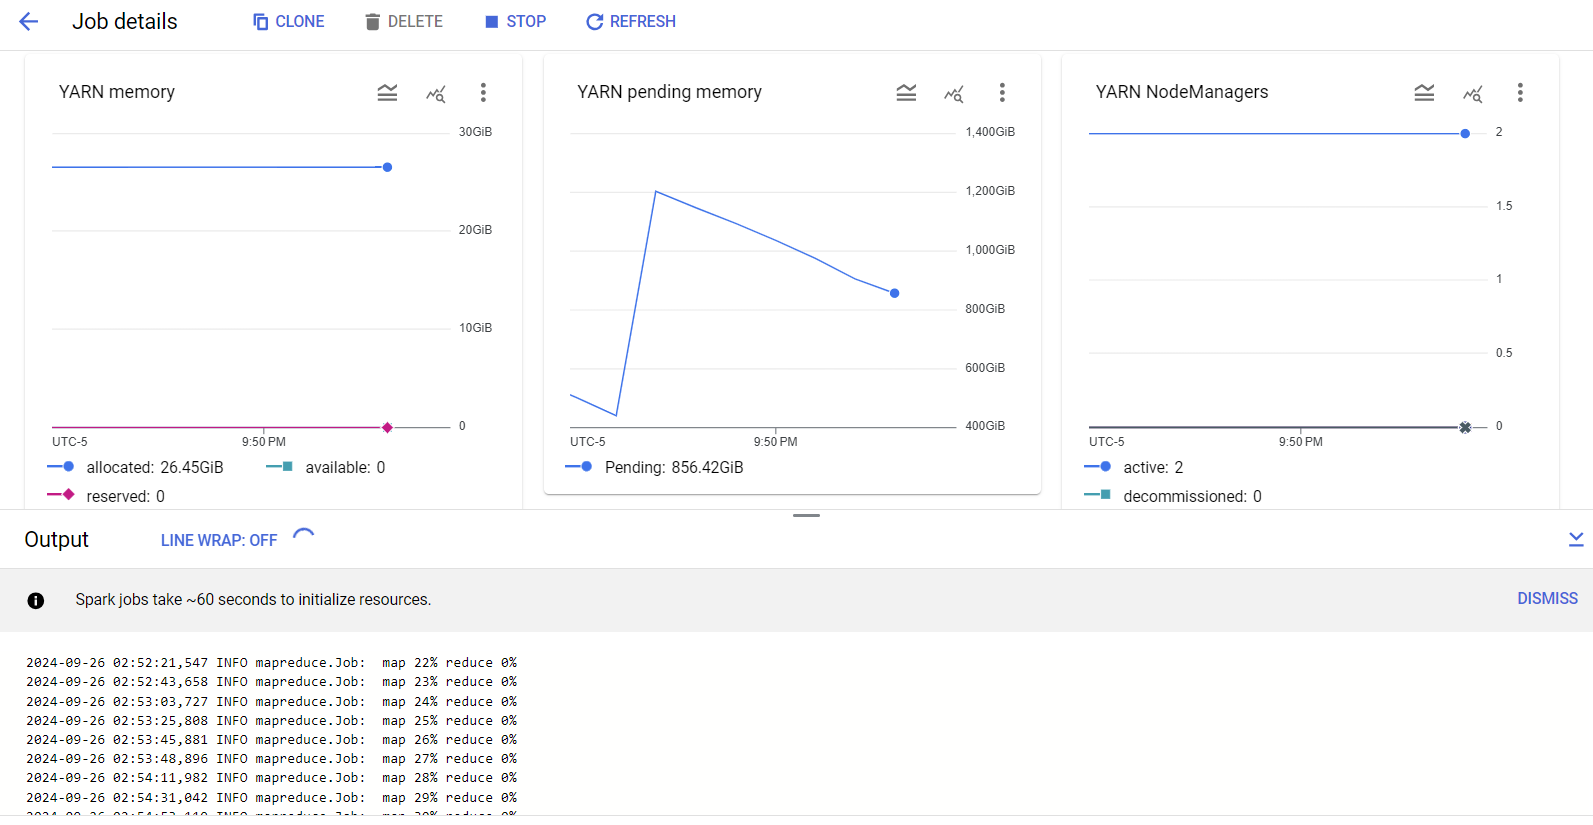 Job details
CLONE
DELETE
STOP
REFRESH
YARN memory
30GiB
20GiB
10GiB
0
UTC-5
9:50 PM
allocated: 26.45GiB
available: 0
reserved: 0
YARN pending memory
1,400GiB
1,200GiB
1,000GiB
800GiB
600GiB
400GiB
UTC-5
9:50 PM
Pending: 856.42GiB
YARN NodeManagers
2
1.5
1
0.5
0
UTC-5
9:50 PM
active: 2
decommissioned: 0
Output
LINE WRAP: OFF
Spark jobs take ~60 seconds to initialize resources.
DISMISS
2024-09-26 02:52:21,547 INFO mapreduce.Job:  map 22% reduce 0%
2024-09-26 02:52:43,658 INFO mapreduce.Job:  map 23% reduce 0%
2024-09-26 02:53:03,727 INFO mapreduce.Job:  map 24% reduce 0%
2024-09-26 02:53:25,808 INFO mapreduce.Job:  map 25% reduce 0%
2024-09-26 02:53:45,881 INFO mapreduce.Job:  map 26% reduce 0%
2024-09-26 02:53:48,896 INFO mapreduce.Job:  map 27% reduce 0%
2024-09-26 02:54:11,982 INFO mapreduce.Job:  map 28% reduce 0%
2024-09-26 02:54:31,042 INFO mapreduce.Job:  map 29% reduce 0%